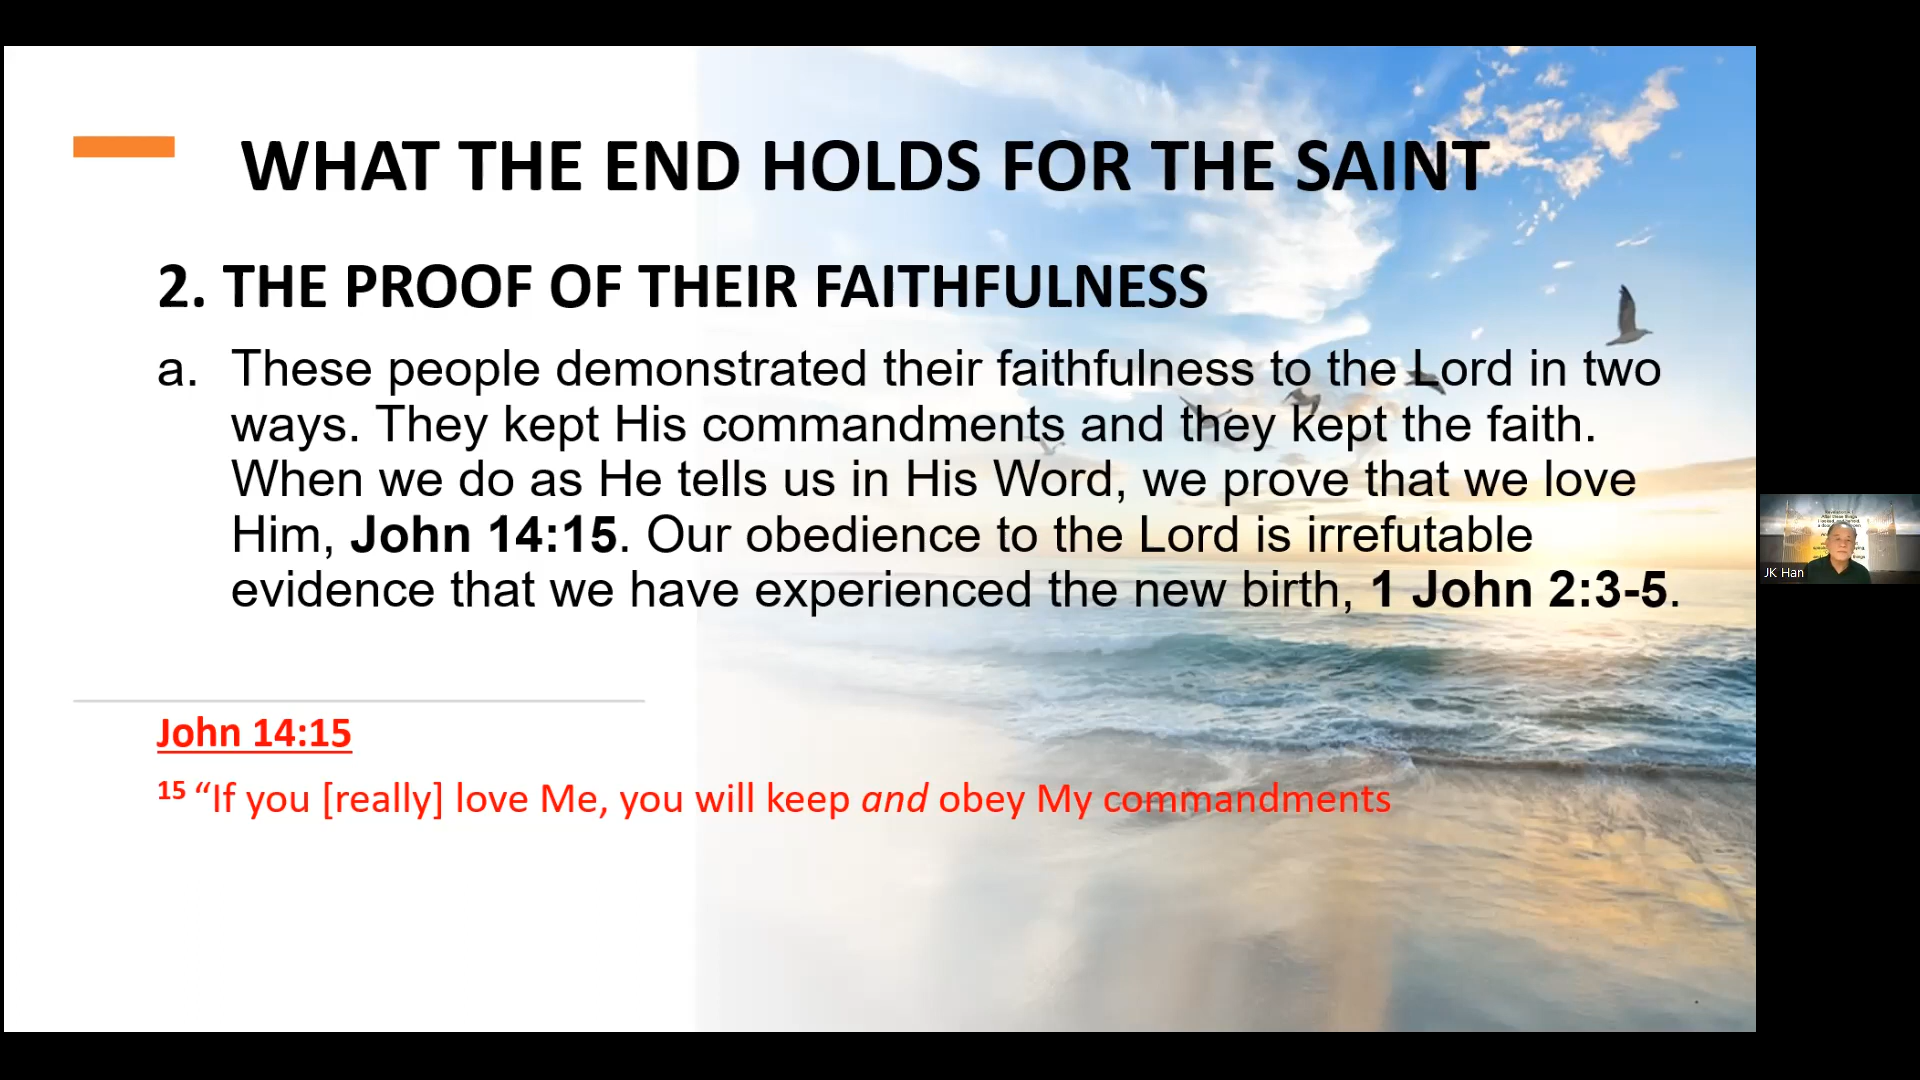 WHAT THE END HOLDS FOR THE SAINT
2. THE PROOF OF THEIR FAITHFULNESS
a. These people demonstrated their faithfulness to the Lord in two
ways. They kept His commandments and they kept the faith.
When we do as He tells us in His Word, we prove that we love
Him, John 14:15. Our obedience to the Lord is irrefutable
evidence that we have experienced the new birth, 1 John 2:3-5.
John 14:15
15 “If you [really] love Me, you will keep and obey My commandments
JK Han